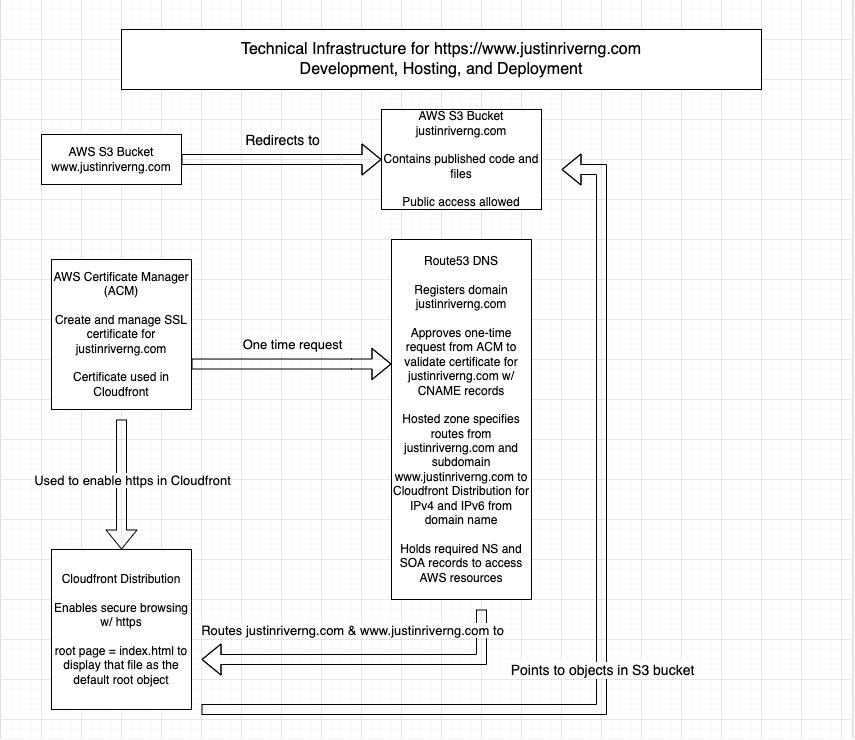 Technical Infrastructure for https://www.justinriverng.com
Development, Hosting, and Deployment
AWS S3 Bucket
www.justinriverng.com
Redirects to
AWS S3 Bucket
justinriverng.com
Contains published code and
files
Public access allowed
AWS Certificate Manager
(ACM)
Create and manage SSL
certificate for
justinriverng.com
Certificate used in
Cloudfront
One time request
Route53 DNS
Registers domain
justinriverng.com
Approves one-time
request from ACM to
validate certificate for
justinriverng.com w/
CNAME records
Hosted zone specifies
routes from
justinriverng.com and
subdomain
www.justinriverng.com to
Cloudfront Distribution for
IPv4 and IPv6 from
domain name
Holds required NS and
SOA records to access
AWS resources
Used to enable https in Cloudfront
Cloudfront Distribution
Enables secure browsing
w/ https
root page = index.html to
display that file as the
default root object
Routes justinriverng.com & www.justinriverng.com to
Points to objects in S3 bucket